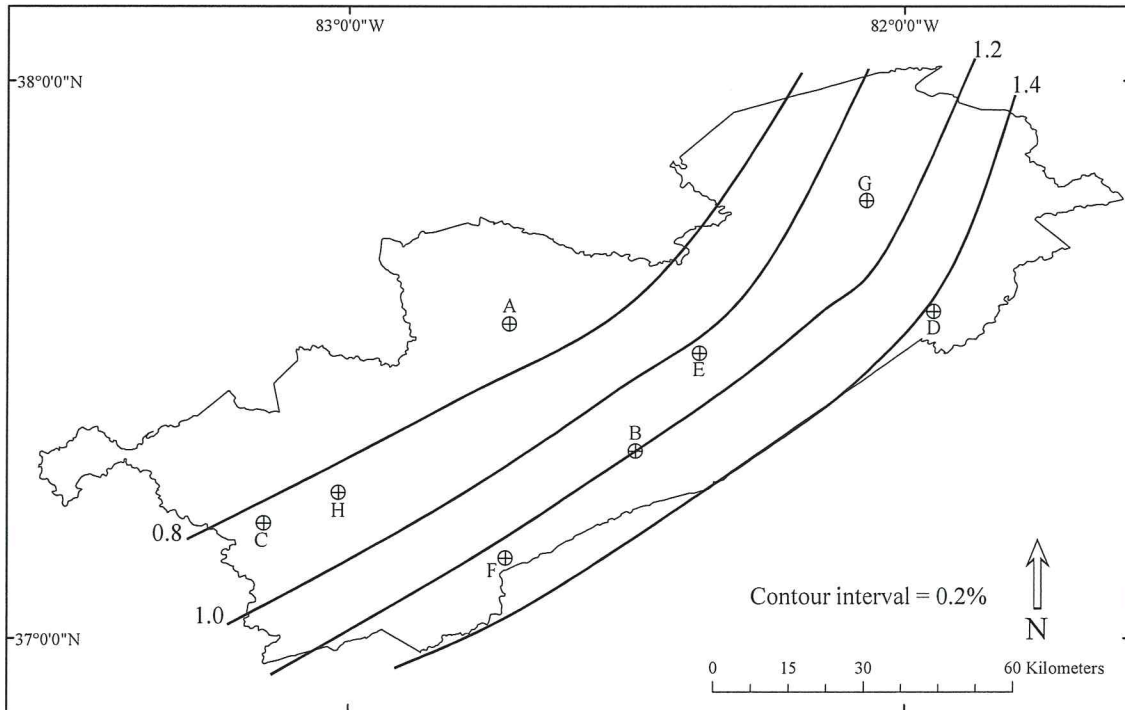 83°0'0"W
82°0'0"W
38°0'0"N
1.2
1.4
G
A
D
E
B
H
C
0.8
F
1.0
37°0'0"N
Contour interval = 0.2%
N
0 15 30 60 Kilometers